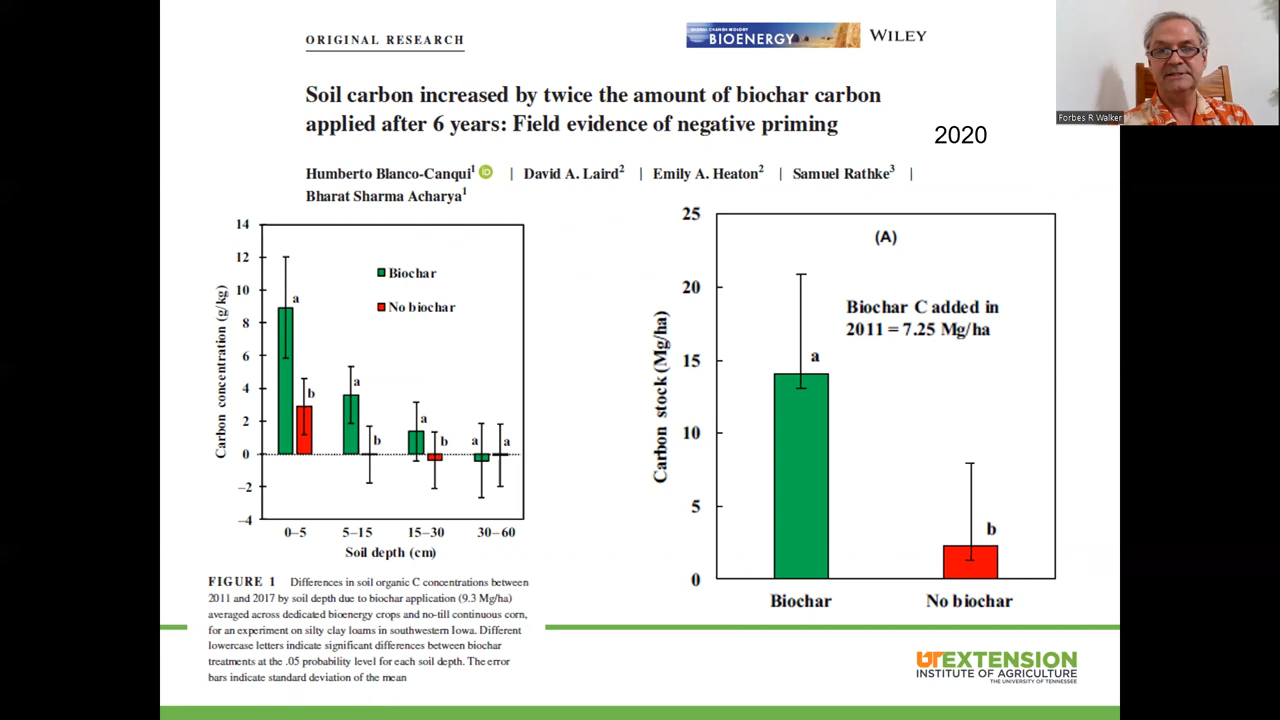 ORIGINAL RESEARCH
GLOBAL CHANGE BIOLOGY
BIOENERGY
WILEY
Forbes R Walker
Soil carbon increased by twice the amount of biochar carbon
applied after 6 years: Field evidence of negative priming
2020
Humberto Blanco-Canqui1 iD | David A. Laird2 | Emily A. Heaton2 | Samuel Rathke3 |
Bharat Sharma Acharya1
Carbon concentration (g/kg)
14
12
10
8
6
4
2
0
−2
−4
Biochar
No biochar
a
b
a
b
a
b
a
a
0–5 5–15 15–30 30–60
Soil depth (cm)
FIGURE 1 Differences in soil organic C concentrations between
2011 and 2017 by soil depth due to biochar application (9.3 Mg/ha)
averaged across dedicated bioenergy crops and no-till continuous corn,
for an experiment on silty clay loams in southwestern Iowa. Different
lowercase letters indicate significant differences between biochar
treatments at the .05 probability level for each soil depth. The error
bars indicate standard deviation of the mean
Carbon stock (Mg/ha)
25
20
15
10
5
0
(A)
Biochar C added in
2011 = 7.25 Mg/ha
a
b
Biochar No biochar
UT EXTENSION
INSTITUTE OF AGRICULTURE
THE UNIVERSITY OF TENNESSEE